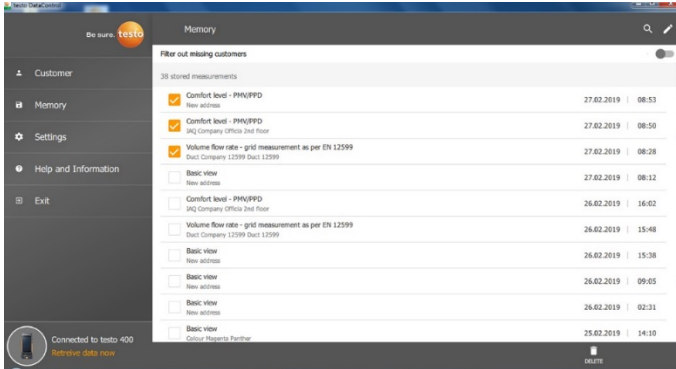 testo DataControl
Be sure. testo
Memory
Filter out missing customers
Customer
38 stored measurements
Memory
Comfort level - PMV/PPD
New address
27.02.2019 | 08:53
Settings
Comfort level - PMV/PPD
IAQ Company Officia 2nd floor
27.02.2019 | 08:50
Help and Information
Volume flow rate - grid measurement as per EN 12599
Duct Company 12599 Duct 12599
27.02.2019 | 08:28
Exit
Basic view
New address
27.02.2019 | 08:12
Comfort level - PMV/PPD
IAQ Company Officia 2nd floor
26.02.2019 | 16:02
Volume flow rate - grid measurement as per EN 12599
Duct Company 12599 Duct 12599
26.02.2019 | 15:48
Basic view
New address
26.02.2019 | 15:38
Basic view
New address
26.02.2019 | 09:05
Basic view
New address
26.02.2019 | 02:31
Basic view
Colour Magenta Panther
25.02.2019 | 14:10
Connected to testo 400
Retreive data now
DELETE